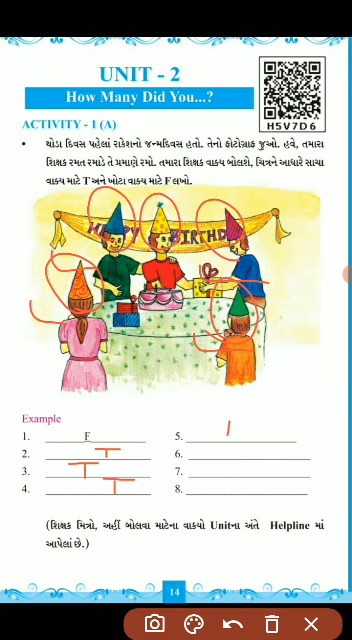 UNIT - 2
How Many Did You...?
H5V7D6
ACTIVITY - 1 (A)
• થોડા દિવસ પહેલાં રાકેશનો જન્મદિવસ હતો. તેનો ફોટોગ્રાફ જુઓ. હવે, તમારા
શિક્ષક રમત રમાડે તે પ્રમાણે રમો. તમારા શિક્ષક વાક્ય બોલશે, ચિત્રને આધારે સાચા
વાક્ય માટે T અને ખોટા વાક્ય માટે F લખો.
BIRTHD
Example
1. F
2. T
3. T
4. T
5.
6.
7.
8.
(શિક્ષક મિત્રો, અહીં બોલવા માટેના વાક્યો Unitના અંતે Helpline માં
આપેલાં છે.)
14